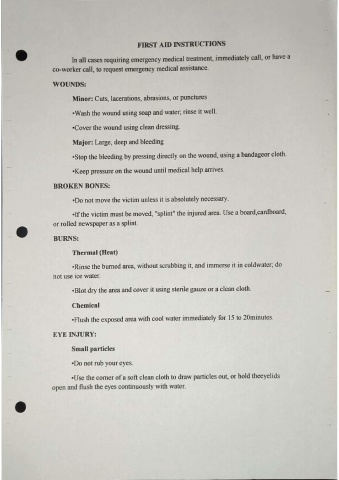 FIRST AID INSTRUCTIONS
In all cases requiring emergency medical treatment, immediately call, or have a
co-worker call, to request emergency medical assistance.
WOUNDS:
Minor: Cuts, lacerations, abrasions, or punctures
•Wash the wound using soap and water; rinse it well.
•Cover the wound using clean dressing.
Major: Large, deep and bleeding
•Stop the bleeding by pressing directly on the wound, using a bandageor cloth.
•Keep pressure on the wound until medical help arrives.
BROKEN BONES:
•Do not move the victim unless it is absolutely necessary.
•If the victim must be moved, "splint" the injured area. Use a board,cardboard,
or rolled newspaper as a splint.
BURNS:
Thermal (Heat)
•Rinse the burned area, without scrubbing it, and immerse it in coldwater; do
not use ice water.
•Blot dry the area and cover it using sterile gauze or a clean cloth.
Chemical
•Flush the exposed area with cool water immediately for 15 to 20minutes.
EYE INJURY:
Small particles
•Do not rub your eyes.
•Use the corner of a soft clean cloth to draw particles out, or hold theeyelids
open and flush the eyes continuously with water.